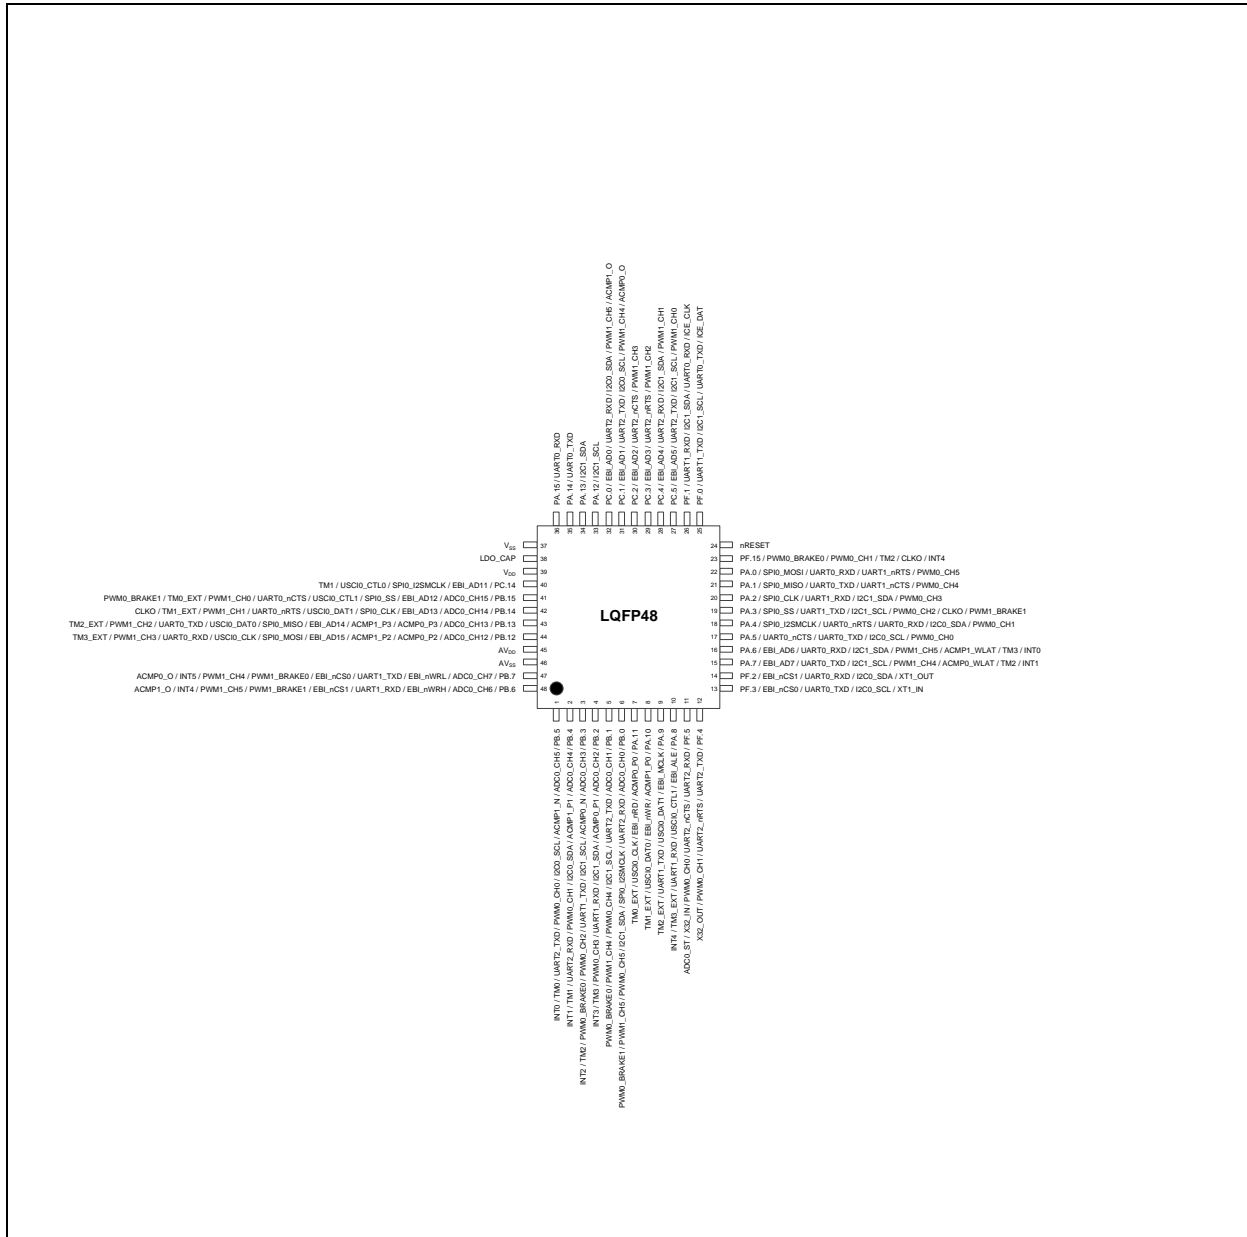 PA.15 / UART0_RXD
PA.14 / UART0_TXD
PA.13 / I2C1_SDA
PA.12 / I2C1_SCL
PC.0 / EBI_AD0 / UART2_RXD / I2C0_SDA / PWM1_CH5 / ACMP1_O
PC.1 / EBI_AD1 / UART2_TXD / I2C0_SCL / PWM1_CH4 / ACMP0_O
PC.2 / EBI_AD2 / UART2_nCTS / PWM1_CH3
PC.3 / EBI_AD3 / UART2_nRTS / PWM1_CH2
PC.4 / EBI_AD4 / UART2_RXD / I2C1_SDA / PWM1_CH1
PC.5 / EBI_AD5 / UART2_TXD / I2C1_SCL / PWM1_CH0
PF.1 / UART1_RXD / I2C1_SDA / UART0_RXD / ICE_CLK
PF.0 / UART1_TXD / I2C1_SCL / UART0_TXD / ICE_DAT
36 35 34 33 32 31 30 29 28 27 26 25
VSS 37
LDO_CAP 38
VDD 39
TM1 / USCI0_CTL0 / SPI0_I2SMCLK / EBI_AD11 / PC.14 40
PWM0_BRAKE1 / TM0_EXT / PWM1_CH0 / UART0_nCTS / USCI0_CTL1 / SPI0_SS / EBI_AD12 / ADC0_CH15 / PB.15 41
CLKO / TM1_EXT / PWM1_CH1 / UART0_nRTS / USCI0_DAT1 / SPI0_CLK / EBI_AD13 / ADC0_CH14 / PB.14 42
TM2_EXT / PWM1_CH2 / UART0_TXD / USCI0_DAT0 / SPI0_MISO / EBI_AD14 / ACMP1_P3 / ACMP0_P3 / ADC0_CH13 / PB.13 43
TM3_EXT / PWM1_CH3 / UART0_RXD / USCI0_CLK / SPI0_MOSI / EBI_AD15 / ACMP1_P2 / ACMP0_P2 / ADC0_CH12 / PB.12 44
AVDD 45
AVSS 46
ACMP0_O / INT5 / PWM1_CH4 / PWM1_BRAKE0 / EBI_nCS0 / UART1_TXD / EBI_nWRL / ADC0_CH7 / PB.7 47
ACMP1_O / INT4 / PWM1_CH5 / PWM1_BRAKE1 / EBI_nCS1 / UART1_RXD / EBI_nWRH / ADC0_CH6 / PB.6 48
LQFP48
24 nRESET
23 PF.15 / PWM0_BRAKE0 / PWM0_CH1 / TM2 / CLKO / INT4
22 PA.0 / SPI0_MOSI / UART0_RXD / UART1_nRTS / PWM0_CH5
21 PA.1 / SPI0_MISO / UART0_TXD / UART1_nCTS / PWM0_CH4
20 PA.2 / SPI0_CLK / UART1_RXD / I2C1_SDA / PWM0_CH3
19 PA.3 / SPI0_SS / UART1_TXD / I2C1_SCL / PWM0_CH2 / CLKO / PWM1_BRAKE1
18 PA.4 / SPI0_I2SMCLK / UART0_nRTS / UART0_RXD / I2C0_SDA / PWM0_CH1
17 PA.5 / UART0_nCTS / UART0_TXD / I2C0_SCL / PWM0_CH0
16 PA.6 / EBI_AD6 / UART0_RXD / I2C1_SDA / PWM1_CH5 / ACMP1_WLAT / TM3 / INT0
15 PA.7 / EBI_AD7 / UART0_TXD / I2C1_SCL / PWM1_CH4 / ACMP0_WLAT / TM2 / INT1
14 PF.2 / EBI_nCS1 / UART0_RXD / I2C0_SDA / XT1_OUT
13 PF.3 / EBI_nCS0 / UART0_TXD / I2C0_SCL / XT1_IN
1 2 3 4 5 6 7 8 9 10 11 12
INT0 / TM0 / UART2_TXD / PWM0_CH0 / I2C0_SCL / ACMP1_N / ADC0_CH5 / PB.5
INT1 / TM1 / UART2_RXD / PWM0_CH1 / I2C0_SDA / ACMP1_P1 / ADC0_CH4 / PB.4
INT2 / TM2 / PWM0_BRAKE0 / PWM0_CH2 / UART1_TXD / I2C1_SCL / ACMP0_N / ADC0_CH3 / PB.3
INT3 / TM3 / PWM0_CH3 / UART1_RXD / I2C1_SDA / ACMP0_P1 / ADC0_CH2 / PB.2
PWM0_BRAKE0 / PWM1_CH4 / PWM0_CH4 / I2C1_SCL / UART2_TXD / ADC0_CH1 / PB.1
PWM0_BRAKE1 / PWM1_CH5 / PWM0_CH5 / I2C1_SDA / SPI0_I2SMCLK / UART2_RXD / ADC0_CH0 / PB.0
TM0_EXT / USCI0_CLK / EBI_nRD / ACMP0_P0 / PA.11
TM1_EXT / USCI0_DAT0 / EBI_nWR / ACMP1_P0 / PA.10
TM2_EXT / UART1_TXD / USCI0_DAT1 / EBI_MCLK / PA.9
INT4 / TM3_EXT / UART1_RXD / USCI0_CTL1 / EBI_ALE / PA.8
ADC0_ST / X32_IN / PWM0_CH0 / UART2_nCTS / UART2_RXD / PF.5
X32_OUT / PWM0_CH1 / UART2_nRTS / UART2_TXD / PF.4